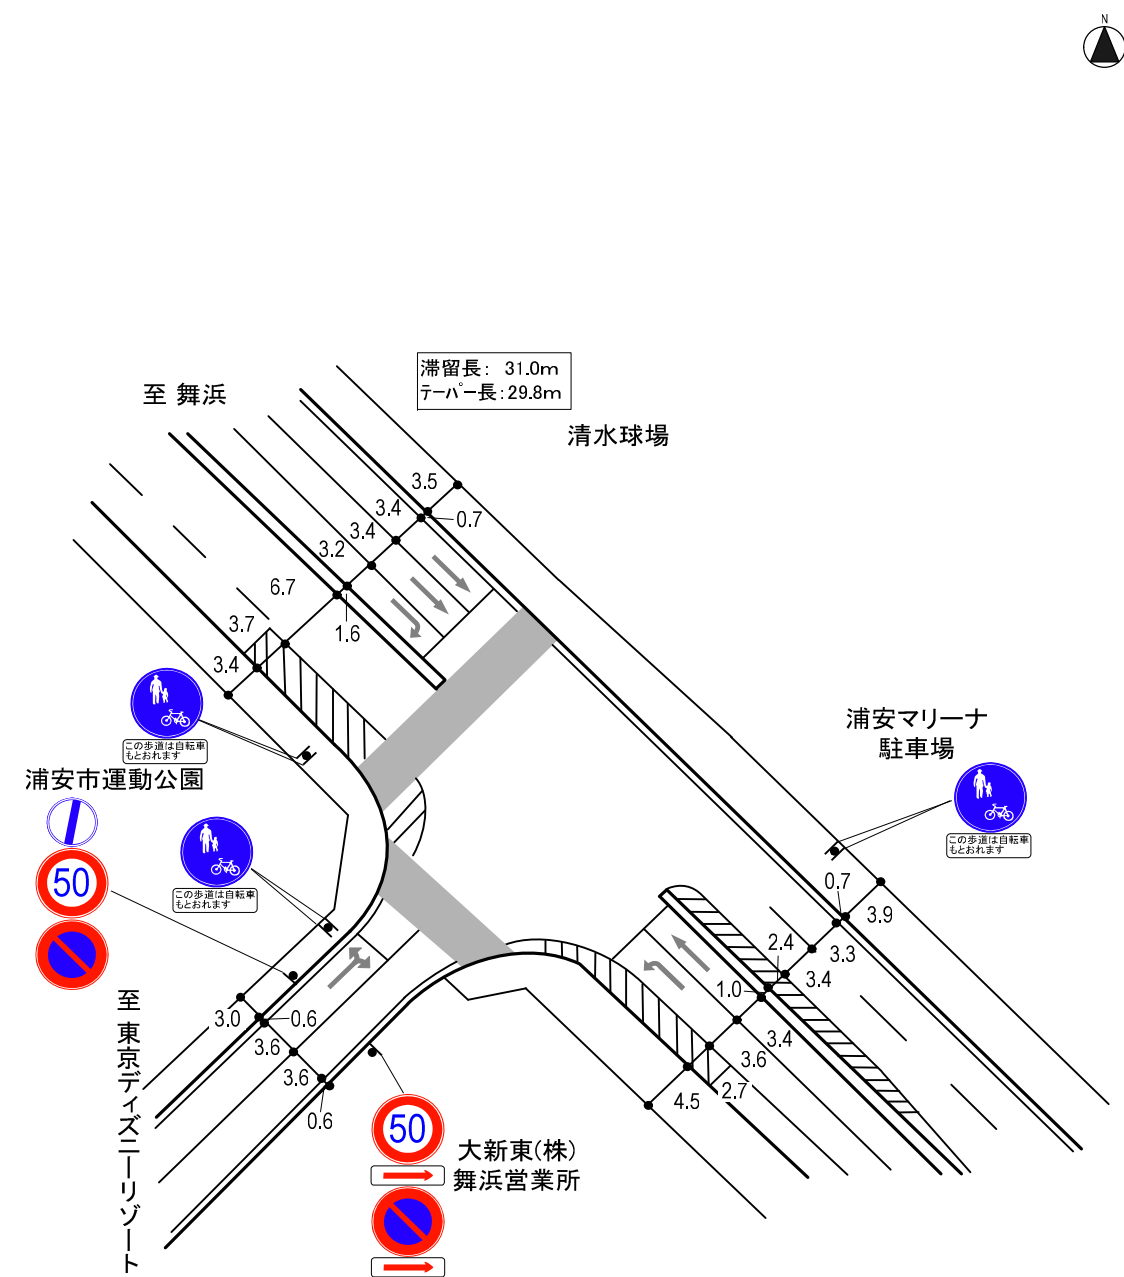 N
滞留長: 31.0m
テーパー長:29.8m
至 舞浜
清水球場
3.5
3.4
0.7
3.4
3.2
6.7
1.6
3.7
3.4
この歩道は自転車
もとおれます
浦安市運動公園
浦安マリーナ
駐車場
この歩道は自転車
もとおれます
50
この歩道は自転車
もとおれます
0.7
3.9
3.3
2.4
3.4
1.0
3.4
3.6
2.7
4.5
至 東京ディズニーリゾート
3.0
0.6
3.6
3.6
0.6
50
大新東(株)
舞浜営業所